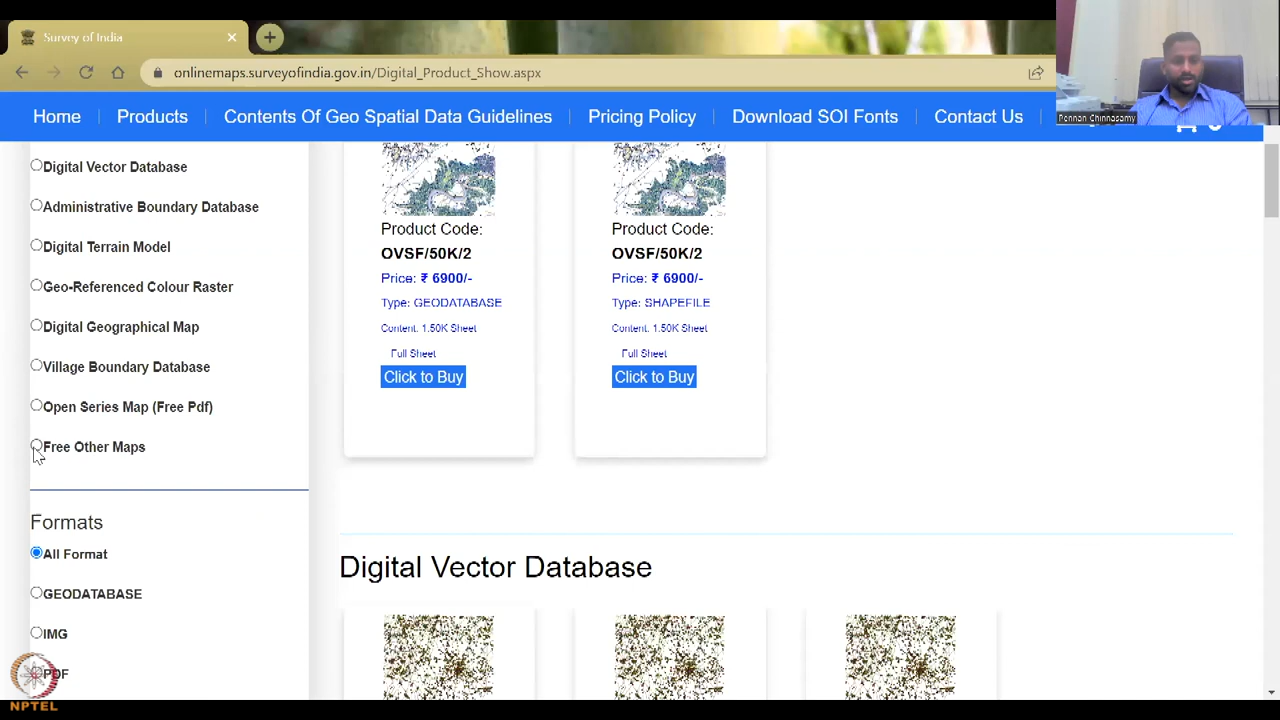 Survey of India
onlinemaps.surveyofindia.gov.in/Digital_Product_Show.aspx
Pennan Chinnasamy
Home
Products
Contents Of Geo Spatial Data Guidelines
Pricing Policy
Download SOI Fonts
Contact Us
Digital Vector Database
Administrative Boundary Database
Digital Terrain Model
Geo-Referenced Colour Raster
Digital Geographical Map
Village Boundary Database
Open Series Map (Free Pdf)
Free Other Maps
Formats
All Format
GEODATABASE
IMG
PDF
NPTEL
Product Code:
OVSF/50K/2
Price: ₹ 6900/-
Type: GEODATABASE
Content. 1.50K Sheet
Full Sheet
Click to Buy
Product Code:
OVSF/50K/2
Price: ₹ 6900/-
Type: SHAPEFILE
Content. 1.50K Sheet
Full Sheet
Click to Buy
Digital Vector Database